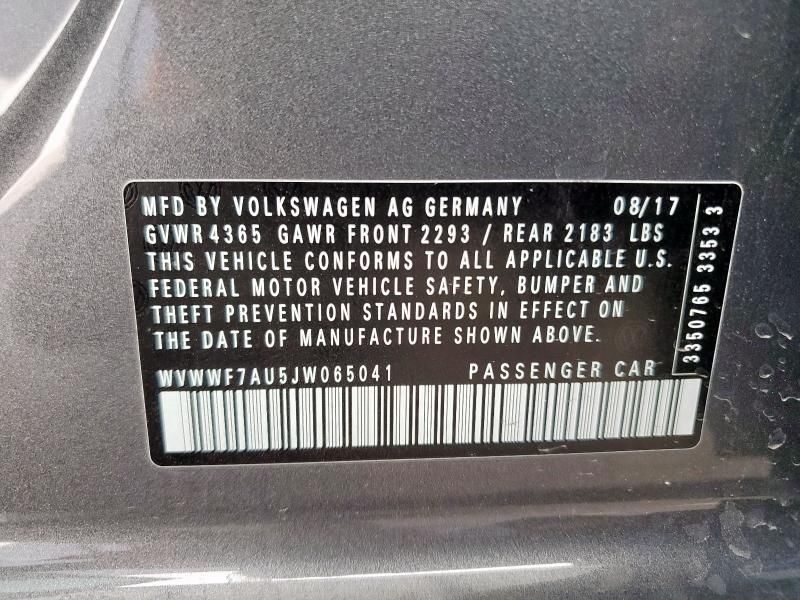 MFD BY VOLKSWAGEN AG GERMANY 08/17
GVWR 4365 GAWR FRONT 2293 / REAR 2183 LBS
THIS VEHICLE CONFORMS TO ALL APPLICABLE U.S.
FEDERAL MOTOR VEHICLE SAFETY, BUMPER AND
THEFT PREVENTION STANDARDS IN EFFECT ON
THE DATE OF MANUFACTURE SHOWN ABOVE.
WVWWF7AU5JW065041 PASSENGER CAR
3350765 3353 3